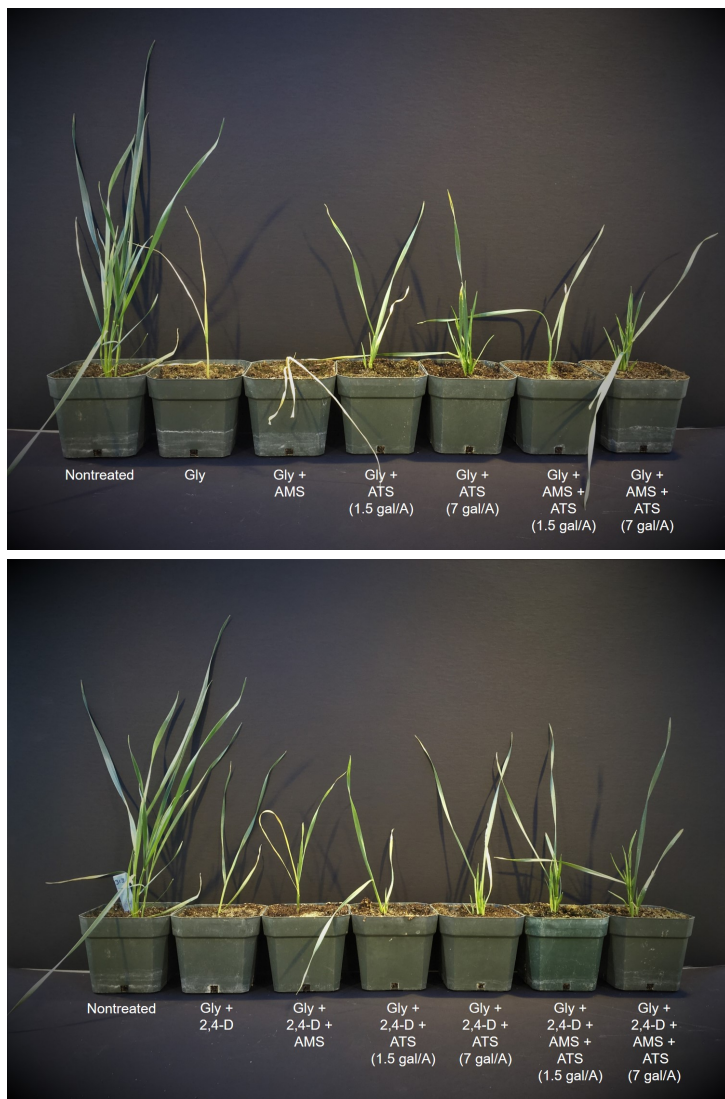 Nontreated
Gly
Gly +
AMS
Gly +
ATS
(1.5 gal/A)
Gly +
ATS
(7 gal/A)
Gly +
AMS +
ATS
(1.5 gal/A)
Gly +
AMS +
ATS
(7 gal/A)
Nontreated
Gly +
2,4-D
Gly +
2,4-D +
AMS
Gly +
2,4-D +
ATS
(1.5 gal/A)
Gly +
2,4-D +
ATS
(7 gal/A)
Gly +
2,4-D +
AMS +
ATS
(1.5 gal/A)
Gly +
2,4-D +
AMS +
ATS
(7 gal/A)